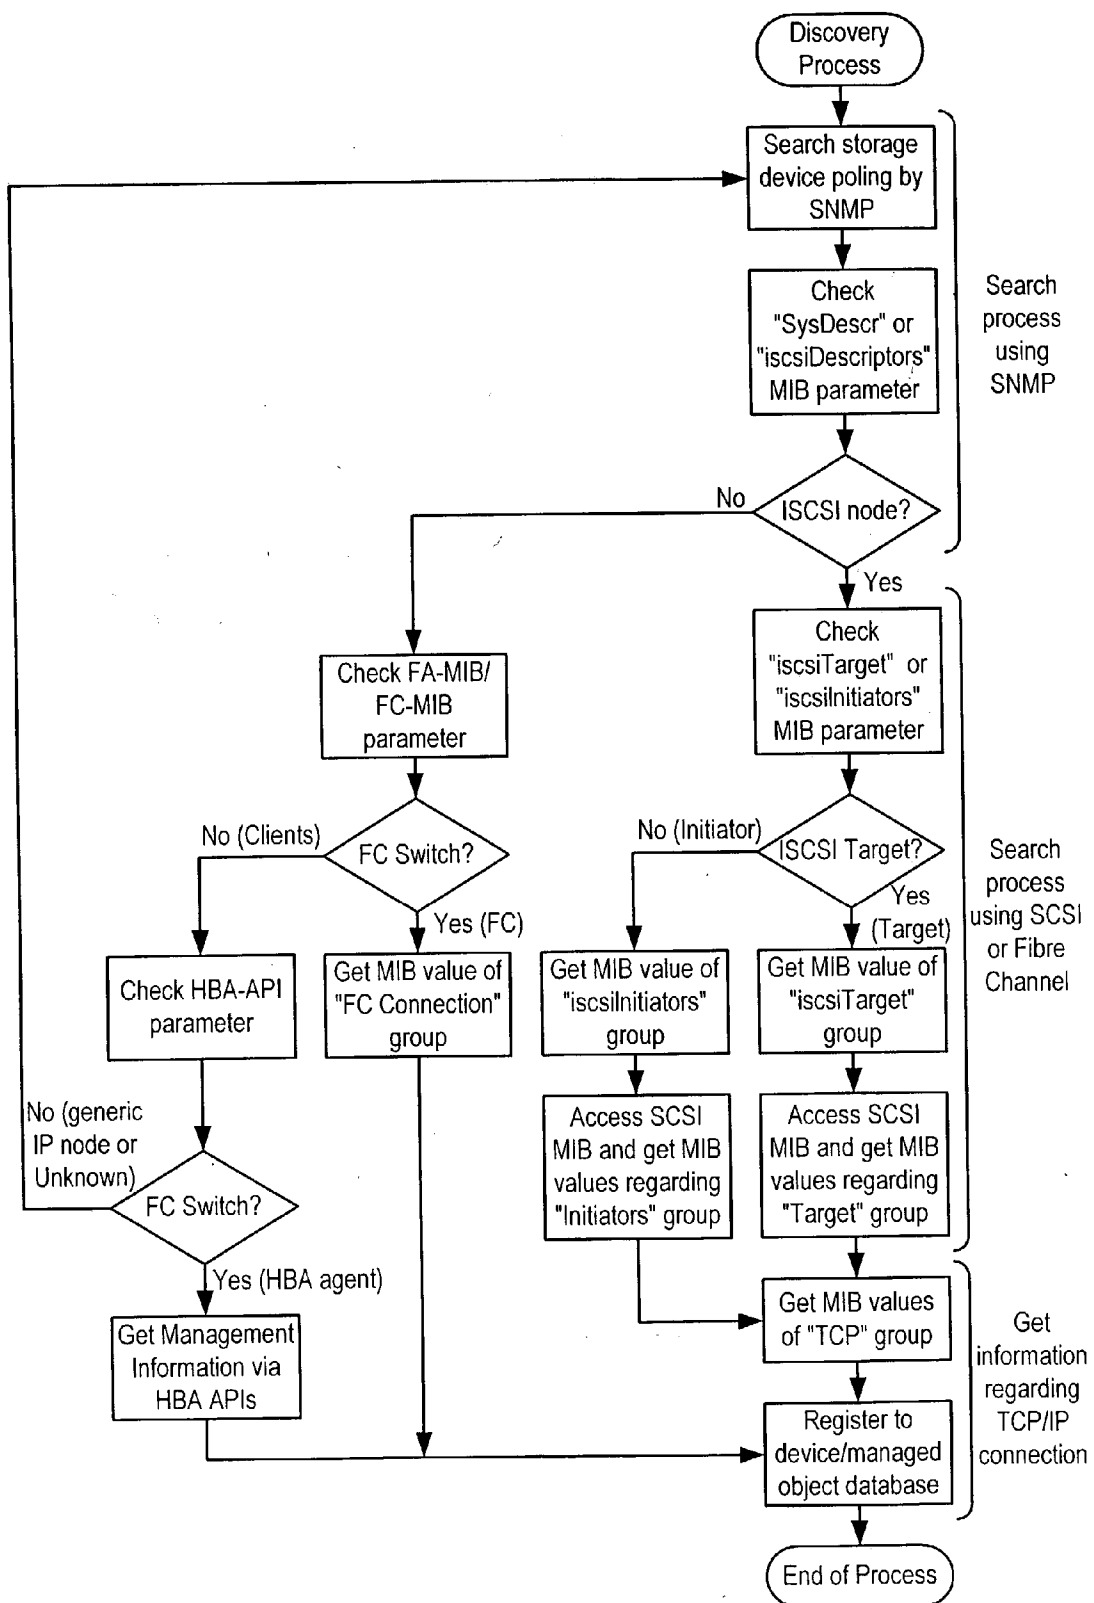 Discovery
Process
Search storage
device poling by
SNMP
Check
"SysDescr" or
"iscsiDescriptors"
MIB parameter
Search
process
using
SNMP
ISCSI node?
No
Yes
Check
"iscsiTarget" or
"iscsiInitiators"
MIB parameter
Check FA-MIB/
FC-MIB
parameter
No (Clients)
FC Switch?
Yes (FC)
No (Initiator)
ISCSI Target?
Yes
(Target)
Search
process
using SCSI
or Fibre
Channel
Check HBA-API
parameter
Get MIB value of
"FC Connection"
group
Get MIB value of
"iscsiInitiators"
group
Get MIB value of
"iscsiTarget"
group
No (generic
IP node or
Unknown)
FC Switch?
Yes (HBA agent)
Access SCSI
MIB and get MIB
values regarding
"Initiators" group
Access SCSI
MIB and get MIB
values regarding
"Target" group
Get Management
Information via
HBA APIs
Get MIB values
of "TCP" group
Register to
device/managed
object database
Get
information
regarding
TCP/IP
connection
End of Process